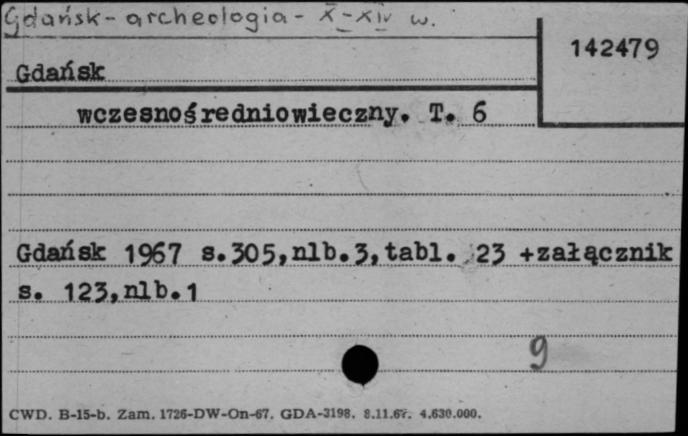 Gdańsk - archeologia - X-XIV w.
142479
Gdańsk
wczesnośredniowieczny. T. 6
Gdańsk 1967 s.305,nlb.3,tabl. 23 +załącznik
s. 123,nlb.1
9
CWD. B-15-b. Zam. 1726-DW-On-67. GDA-3198. 8.11.67. 4.630.000.